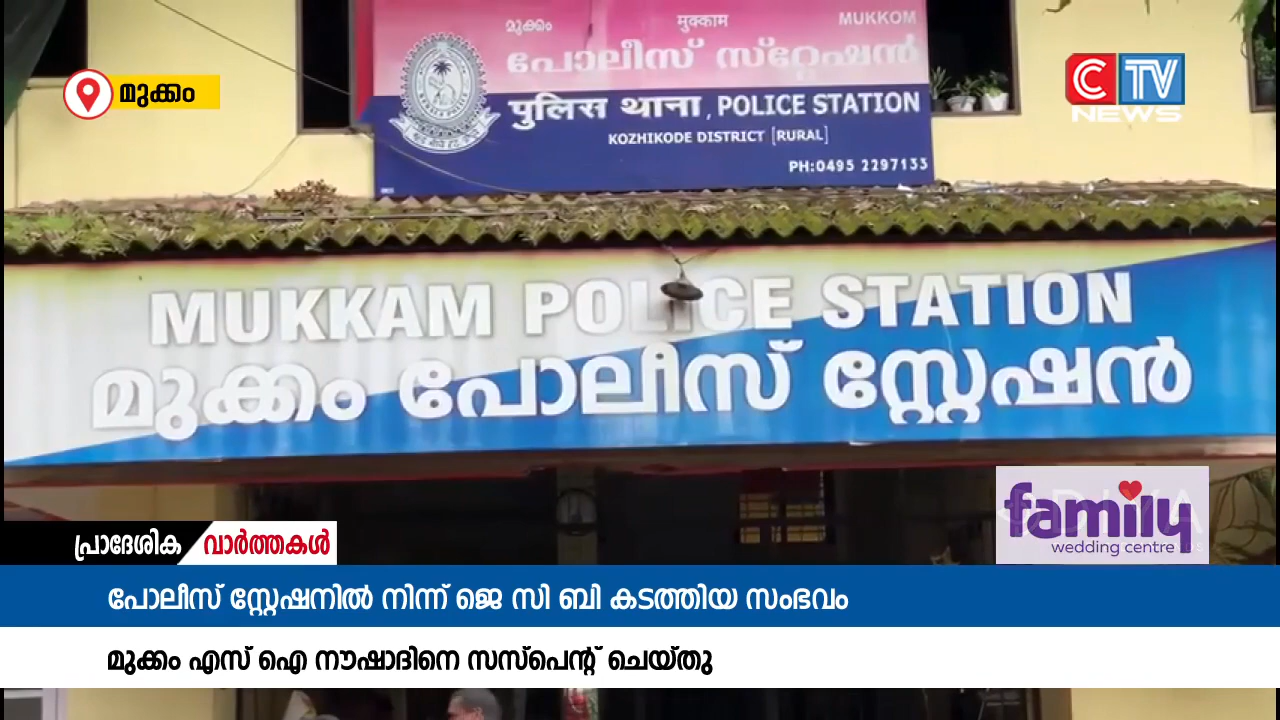 മുക്കം मुक्काम MUKKOM
പോലീസ് സ്റ്റേഷൻ
पुलिस थाना, POLICE STATION
KOZHIKODE DISTRICT [RURAL]
PH:0495 2297133
മുക്കം
CTV
NEWS
MUKKAM POLICE STATION
മുക്കം പോലീസ് സ്റ്റേഷൻ
family
wedding centre
പ്രാദേശിക വാർത്തകൾ
പോലീസ് സ്റ്റേഷനിൽ നിന്ന് ജെ സി ബി കടത്തിയ സംഭവം
മുക്കം എസ് ഐ നൗഷാദിനെ സസ്പെന്റ് ചെയ്തു